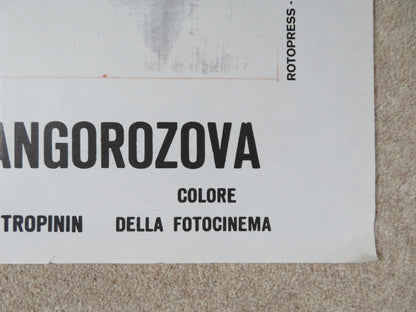 ROTOPRESS -
ANGOROZOVA
COLORE
TROPININ DELLA FOTOCINEMA